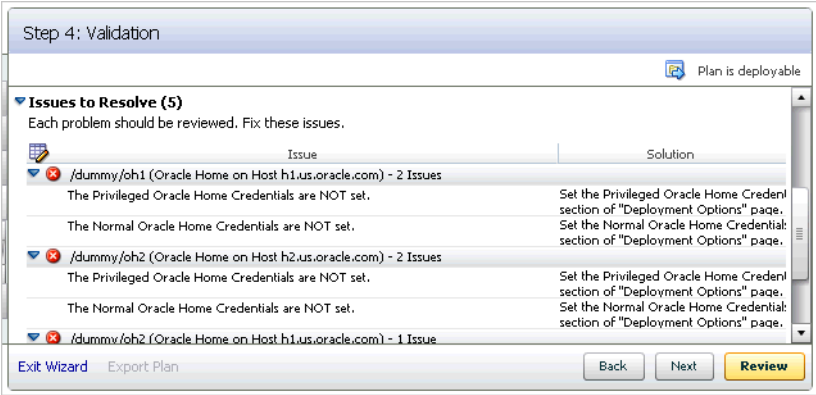 Step 4: Validation
Plan is deployable
Issues to Resolve (5)
Each problem should be reviewed. Fix these issues.
Issue Solution
/dummy/oh1 (Oracle Home on Host h1.us.oracle.com) - 2 Issues
The Privileged Oracle Home Credentials are NOT set. Set the Privileged Oracle Home Credent
section of "Deployment Options" page.
The Normal Oracle Home Credentials are NOT set. Set the Normal Oracle Home Credentials
section of "Deployment Options" page.
/dummy/oh2 (Oracle Home on Host h2.us.oracle.com) - 2 Issues
The Privileged Oracle Home Credentials are NOT set. Set the Privileged Oracle Home Credent
section of "Deployment Options" page.
The Normal Oracle Home Credentials are NOT set. Set the Normal Oracle Home Credentials
section of "Deployment Options" page.
/dummy/oh2 (Oracle Home on Host h1.us.oracle.com) - 1 Issue
Exit Wizard Export Plan Back Next Review